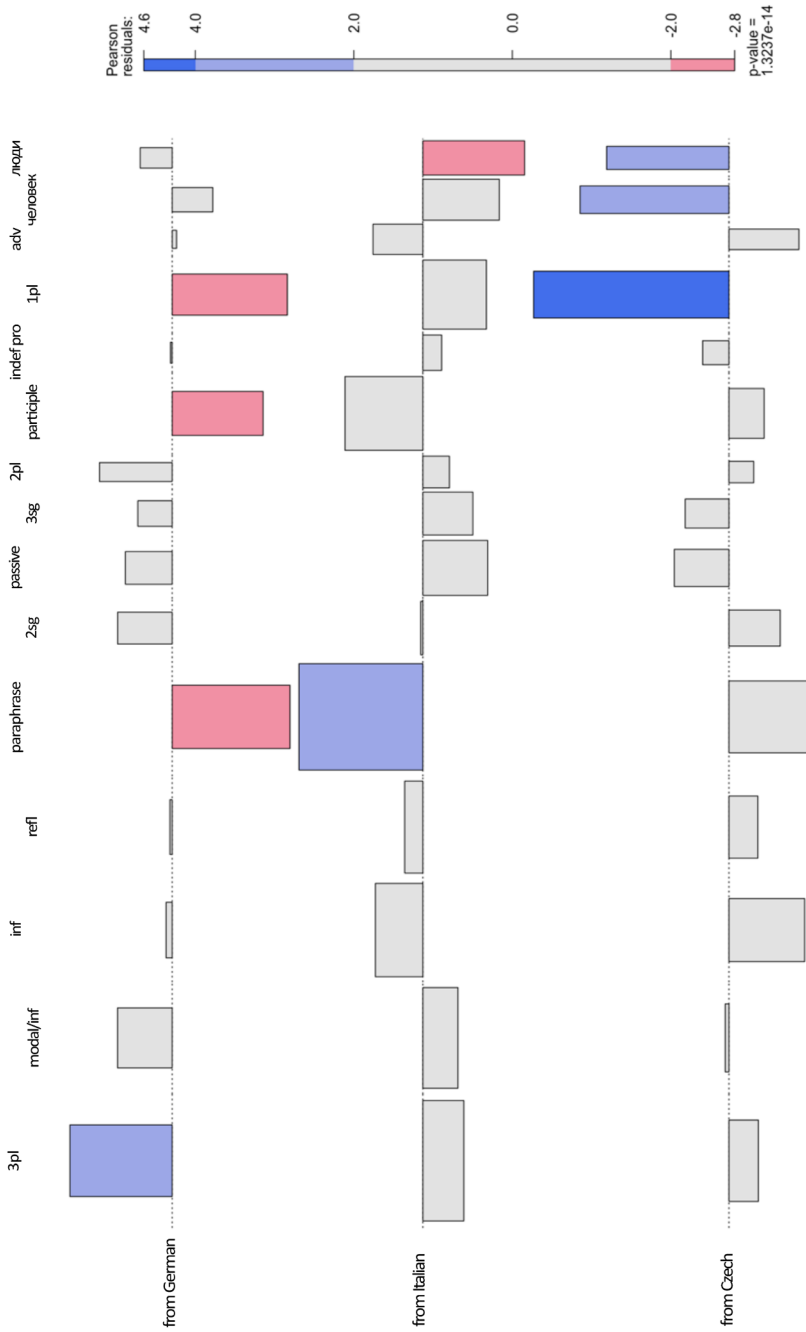 3pl
modal/inf
inf
refl
paraphrase
2sg
passive
3sg
2pl
participle
indef pro
1pl
adv
человек
люди
from German
from Italian
from Czech
Pearson
residuals:
4.6
4.0
2.0
0.0
-2.0
-2.8
p-value =
1.3237e-14